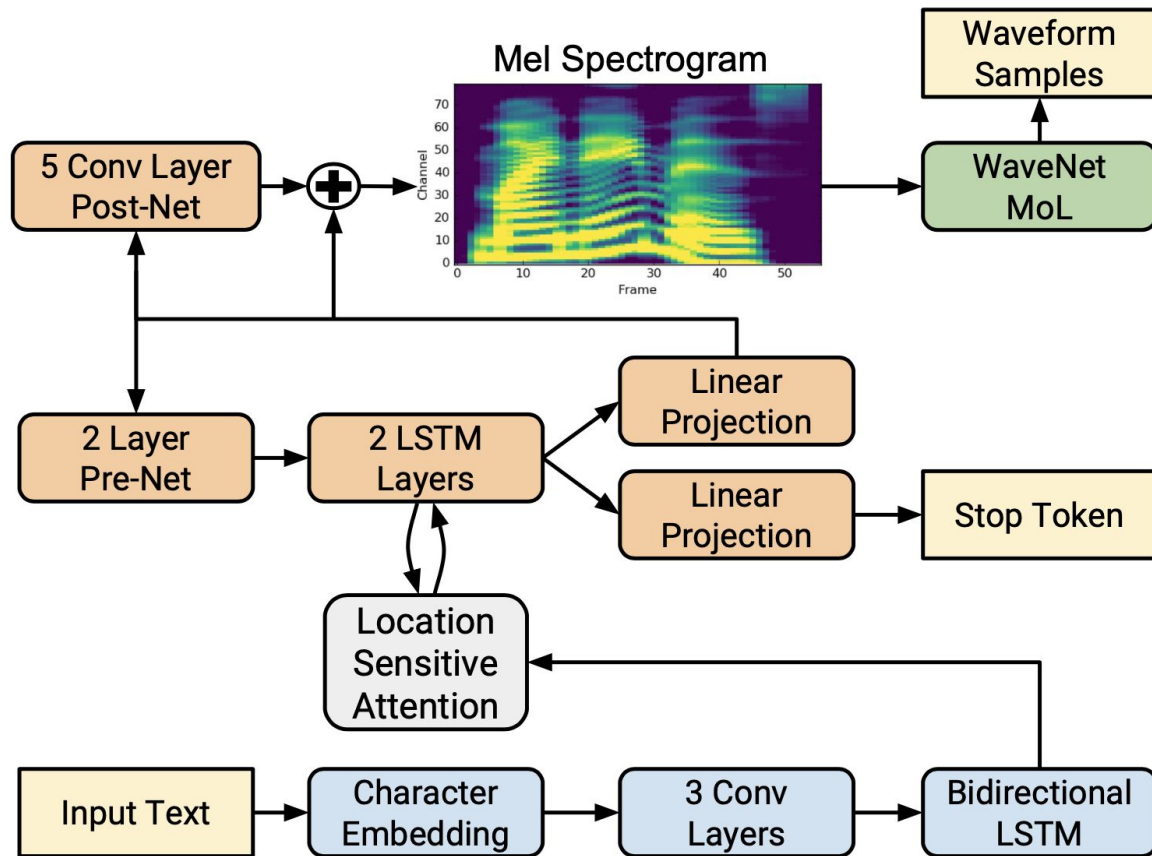 Waveform
Samples
Mel Spectrogram
WaveNet
MoL
5 Conv Layer
Post-Net
Channel
70
60
50
40
30
20
10
0
0 10 20 30 40 50
Frame
Linear
Projection
2 Layer
Pre-Net
2 LSTM
Layers
Linear
Projection
Stop Token
Location
Sensitive
Attention
Input Text
Character
Embedding
3 Conv
Layers
Bidirectional
LSTM